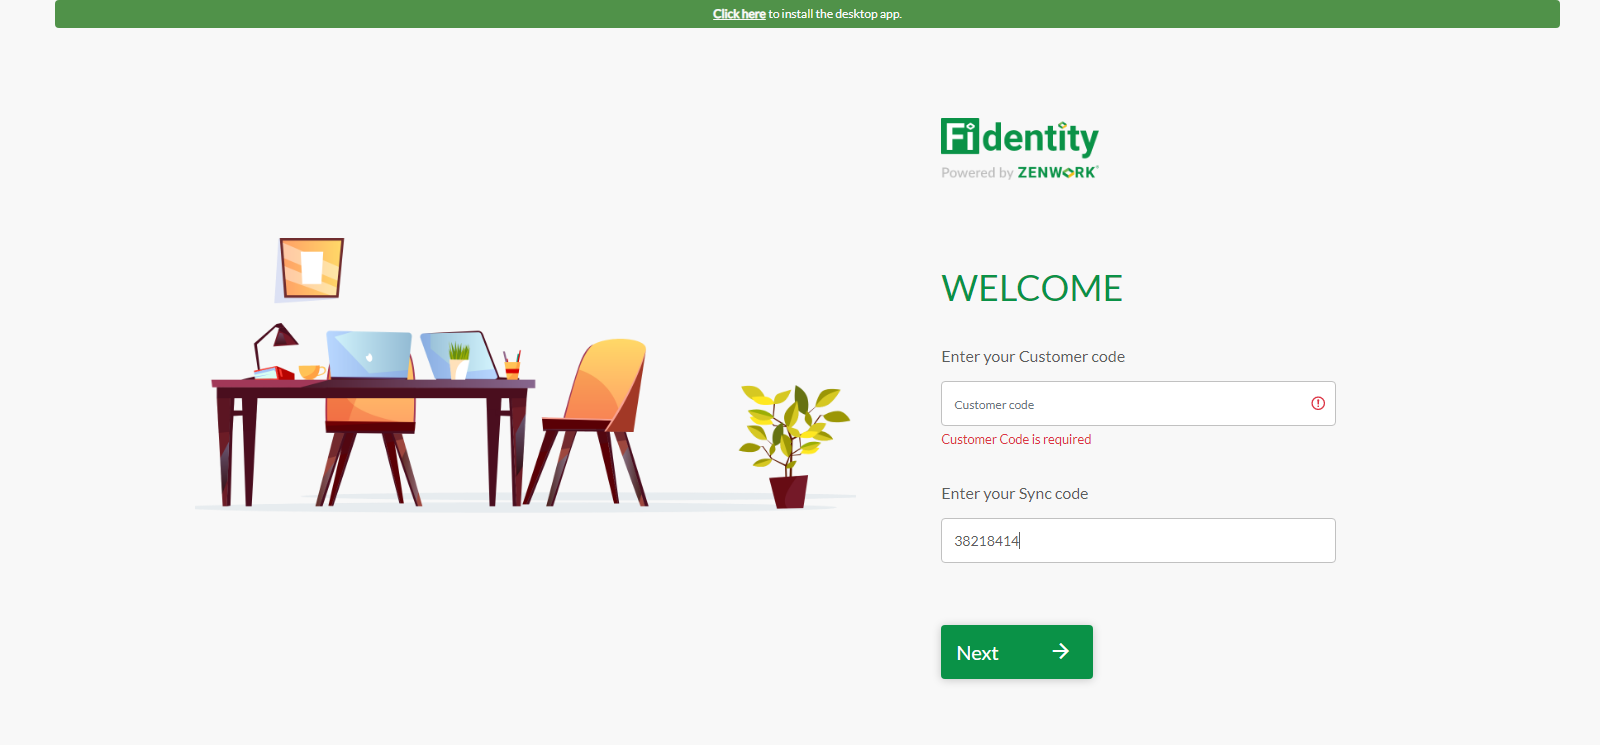 Click here to install the desktop app.
Fidentity
Powered by ZENWORK
WELCOME
Enter your Customer code
Customer code
Customer Code is required
Enter your Sync code
38218414
Next